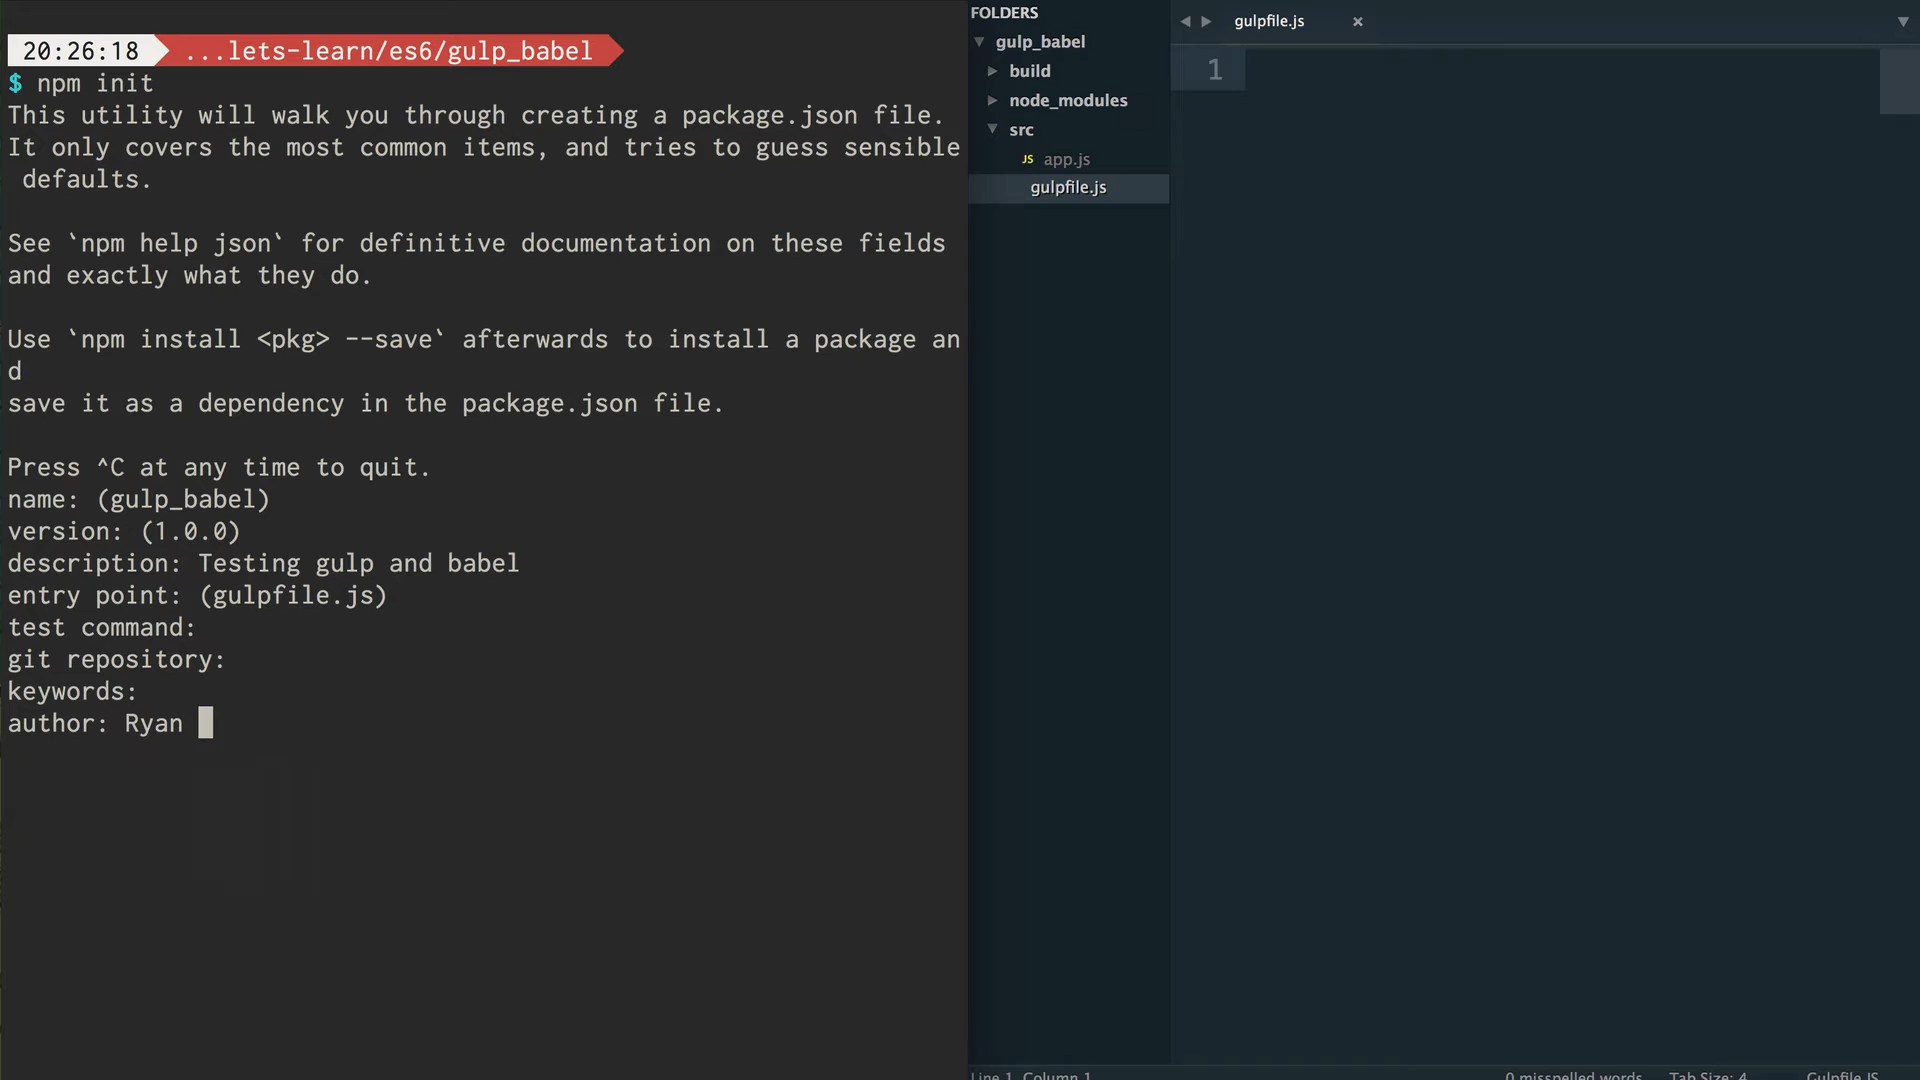 20:26:18 ...lets-learn/es6/gulp_babel
$ npm init
This utility will walk you through creating a package.json file.
It only covers the most common items, and tries to guess sensible
defaults.
See `npm help json` for definitive documentation on these fields
and exactly what they do.
Use `npm install <pkg> --save` afterwards to install a package an
d
save it as a dependency in the package.json file.
Press ^C at any time to quit.
name: (gulp_babel)
version: (1.0.0)
description: Testing gulp and babel
entry point: (gulpfile.js)
test command:
git repository:
keywords:
author: Ryan
FOLDERS
gulp_babel
build
node_modules
src
JS app.js
gulpfile.js
gulpfile.js ×
1
Line 1, Column 1
0 misspelled words
Tab Size: 4
GulpfileJS